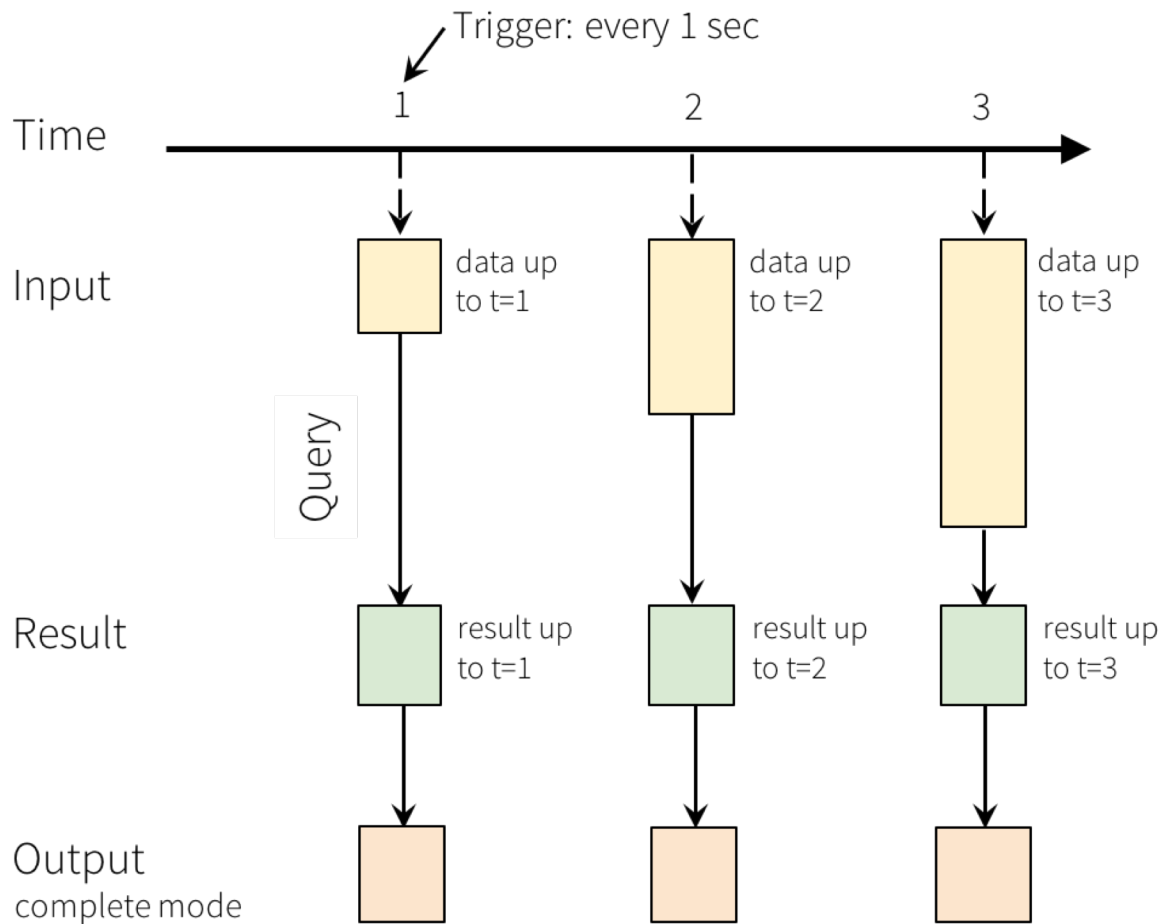 Trigger: every 1 sec
1 2 3
Time
Input
data up
to t=1
data up
to t=2
data up
to t=3
Query
Result
result up
to t=1
result up
to t=2
result up
to t=3
Output
complete mode